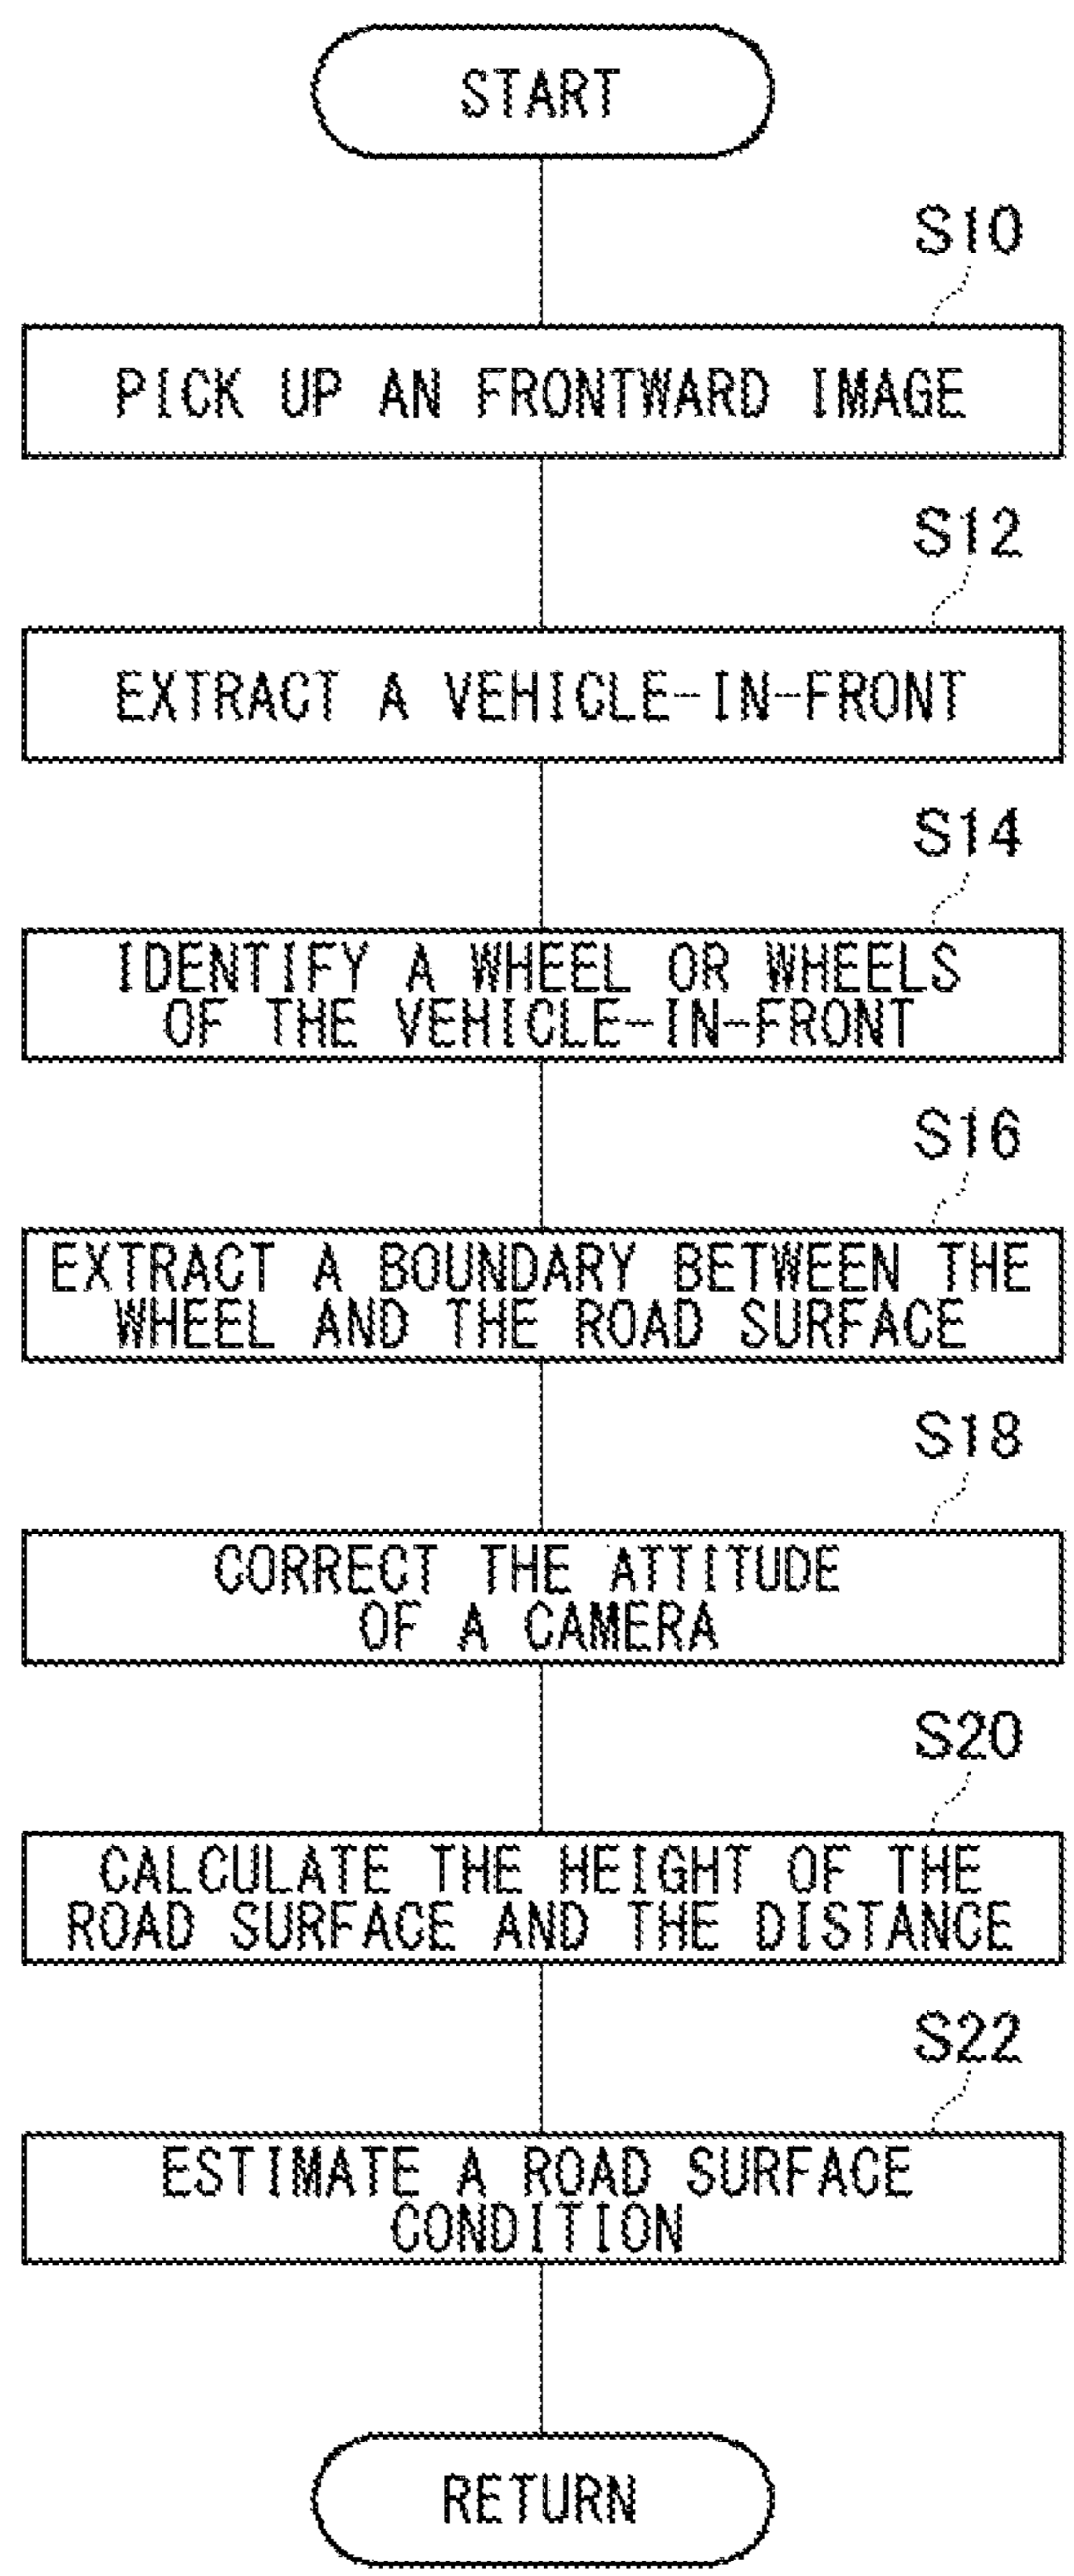 START
S10
PICK UP AN FRONTWARD IMAGE
S12
EXTRACT A VEHICLE-IN-FRONT
S14
IDENTIFY A WHEEL OR WHEELS
OF THE VEHICLE-IN-FRONT
S16
EXTRACT A BOUNDARY BETWEEN THE
WHEEL AND THE ROAD SURFACE
S18
CORRECT THE ATTITUDE
OF A CAMERA
S20
CALCULATE THE HEIGHT OF THE
ROAD SURFACE AND THE DISTANCE
S22
ESTIMATE A ROAD SURFACE
CONDITION
RETURN